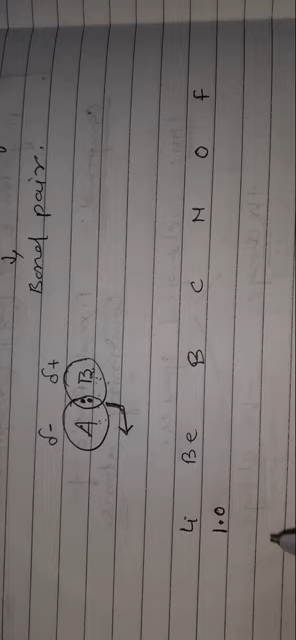 ↓
Bond pair.
δ- δ+
A : B
Li Be B C N O F
1.0